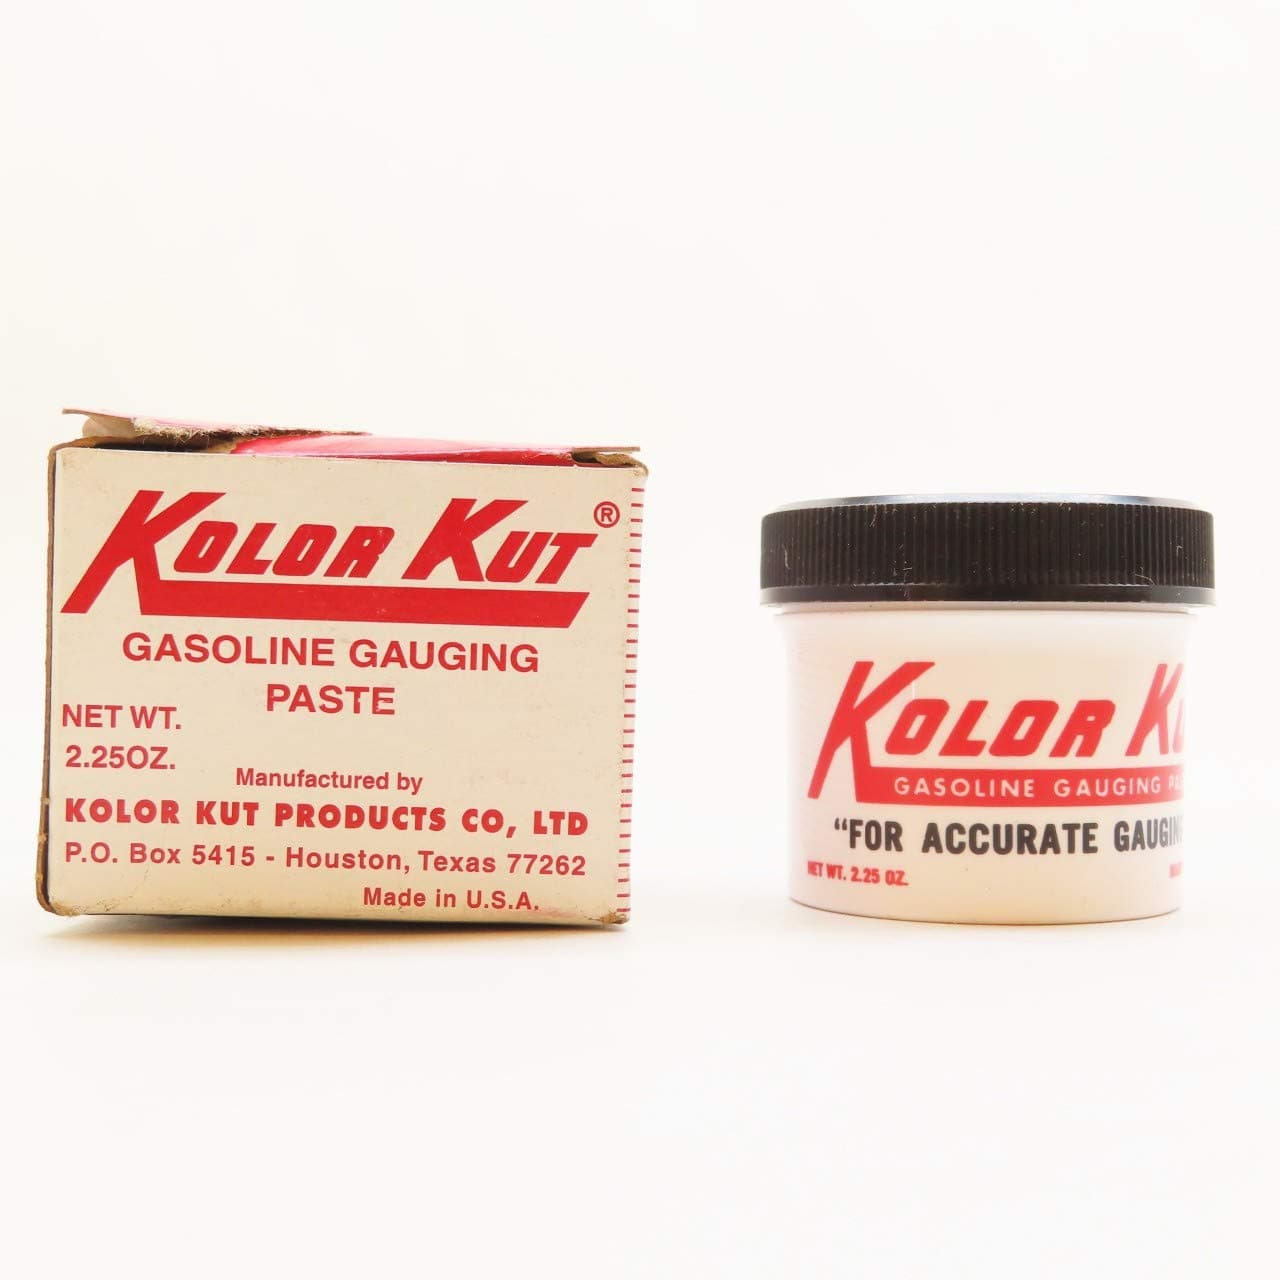 KOLOR KUT®
GASOLINE GAUGING
PASTE
NET WT.
2.25OZ.
Manufactured by
KOLOR KUT PRODUCTS CO, LTD
P.O. Box 5415 - Houston, Texas 77262
Made in U.S.A.
KOLOR
GASOLINE GAUGING
"FOR ACCURATE GAUGING
NET WT. 2.25 OZ.